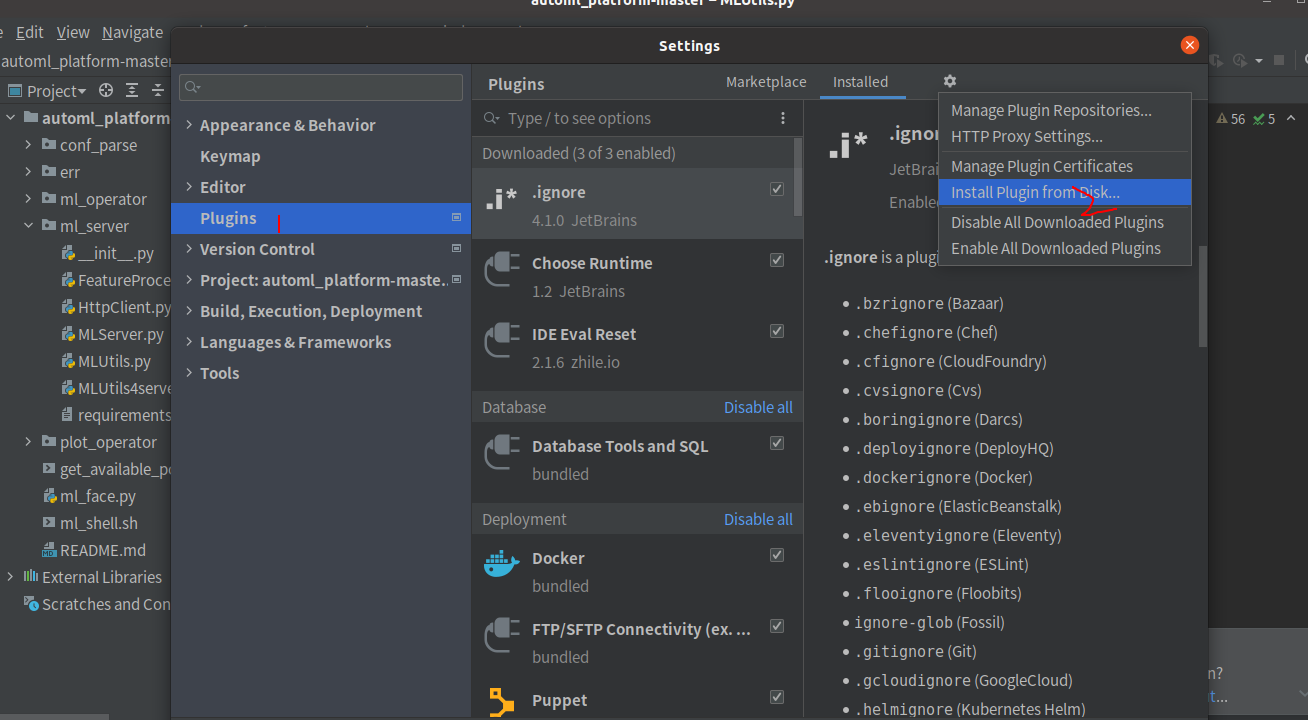 automl_platform-master – MLUtils.py
Edit View Navigate
automl_platform-master
Project
automl_platform
conf_parse
err
ml_operator
ml_server
__init__.py
FeatureProce
HttpClient.py
MLServer.py
MLUtils.py
MLUtils4serve
requirements
plot_operator
get_available_po
ml_face.py
ml_shell.sh
README.md
External Libraries
Scratches and Con
56 5
Settings
Appearance & Behavior
Keymap
Editor
Plugins
Version Control
Project: automl_platform-maste...
Build, Execution, Deployment
Languages & Frameworks
Tools
Plugins
Marketplace
Installed
Type / to see options
Downloaded (3 of 3 enabled)
.i*
.ignore
4.1.0 JetBrains
Choose Runtime
1.2 JetBrains
IDE Eval Reset
2.1.6 zhile.io
Database
Disable all
Database Tools and SQL
bundled
Deployment
Disable all
Docker
bundled
FTP/SFTP Connectivity (ex. ...
bundled
Puppet
.i*
.ignor
JetBrai
Enabled
Manage Plugin Repositories...
HTTP Proxy Settings...
Manage Plugin Certificates
Install Plugin from Disk...
2
Disable All Downloaded Plugins
Enable All Downloaded Plugins
.ignore is a plugi
• .bzrignore (Bazaar)
• .chefignore (Chef)
• .cfignore (CloudFoundry)
• .cvsignore (Cvs)
• .boringignore (Darcs)
• .deployignore (DeployHQ)
• .dockerignore (Docker)
• .ebignore (ElasticBeanstalk)
• .eleventyignore (Eleventy)
• .eslintignore (ESLint)
• .flooignore (Floobits)
• ignore-glob (Fossil)
• .gitignore (Git)
• .gcloudignore (GoogleCloud)
• .helmignore (Kubernetes Helm)
n?
t...